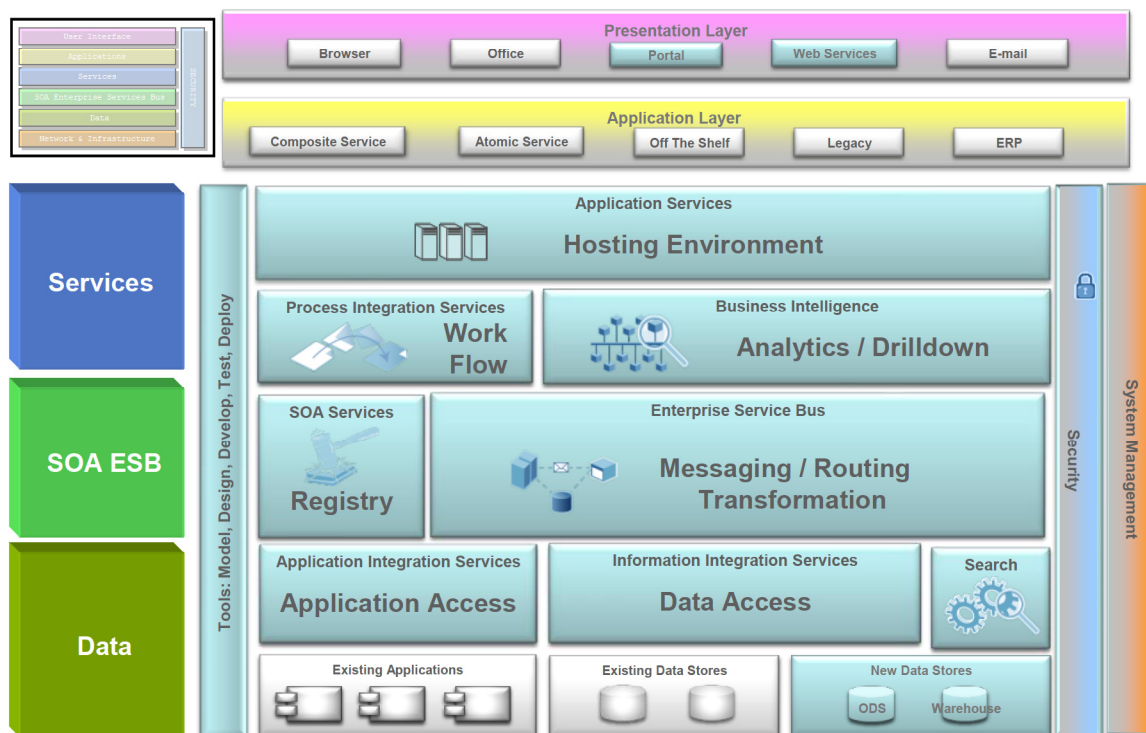 User Interface
Applications
Services
SOA Enterprise Services Bus
Data
Network & Infrastructure
SECURITY
Presentation Layer
Browser
Office
Portal
Web Services
E-mail
Application Layer
Composite Service
Atomic Service
Off The Shelf
Legacy
ERP
Services
SOA ESB
Data
Tools: Model, Design, Develop, Test, Deploy
Application Services
Hosting Environment
Process Integration Services
Work
Flow
Business Intelligence
Analytics / Drilldown
SOA Services
Registry
Enterprise Service Bus
Messaging / Routing
Transformation
Application Integration Services
Application Access
Information Integration Services
Data Access
Search
Existing Applications
Existing Data Stores
New Data Stores
ODS
Warehouse
Security
System Management